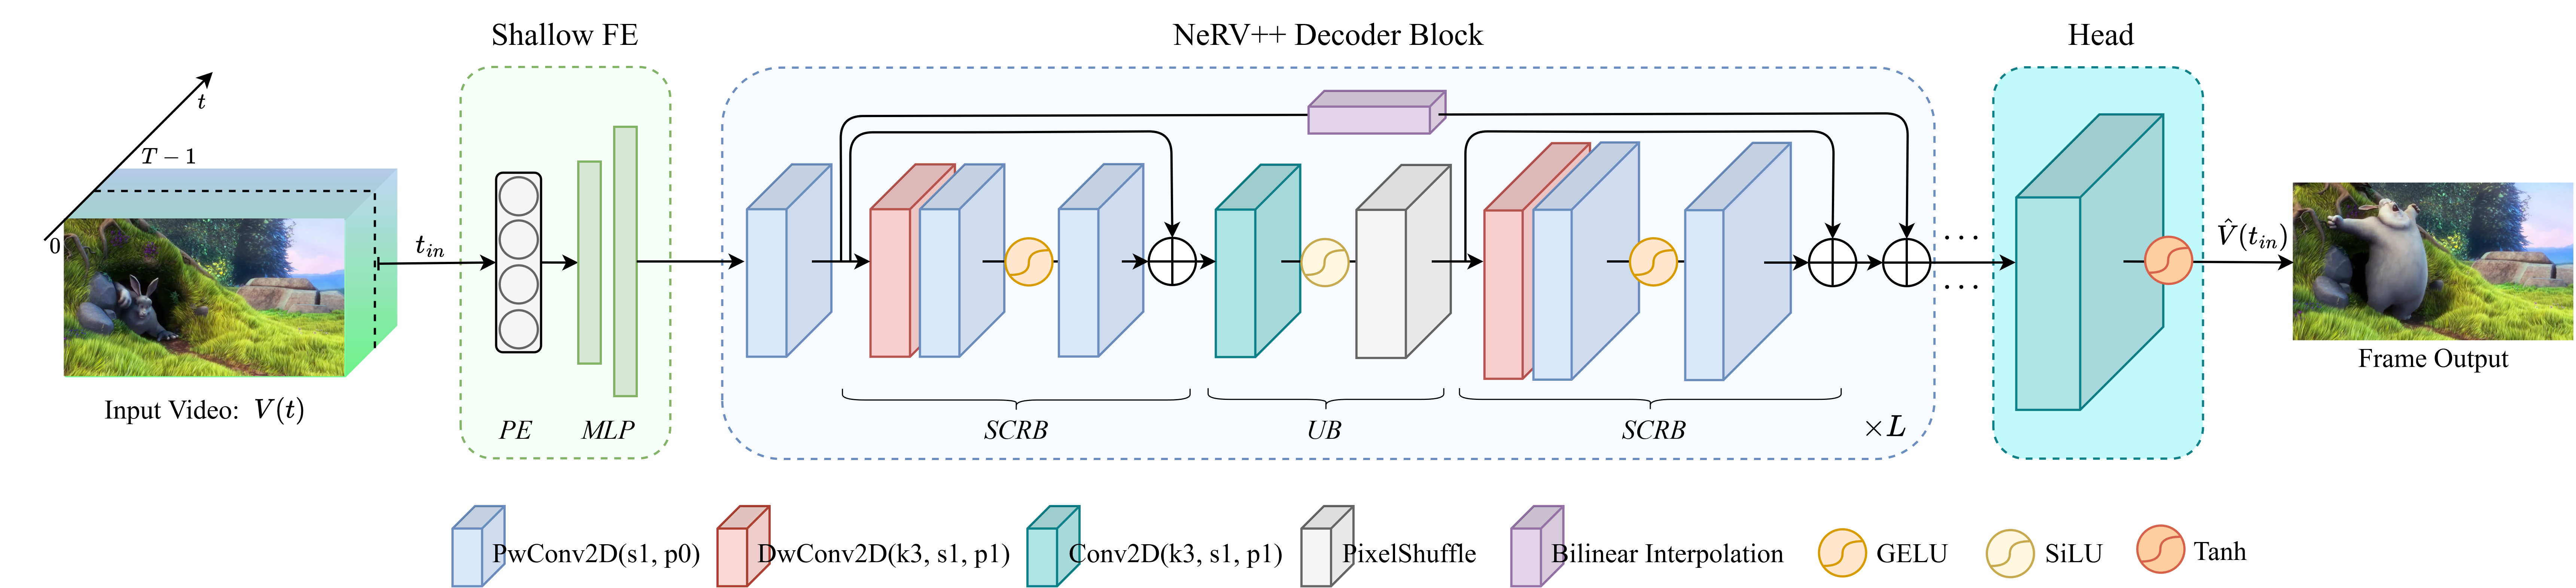 Shallow FE
NeRV++ Decoder Block
Head
t
T − 1
0
t_{in}
V̂(t_{in})
Input Video: V(t)
PE
MLP
SCRB
UB
SCRB
×L
. . .
. . .
Frame Output
PwConv2D(s1, p0)
DwConv2D(k3, s1, p1)
Conv2D(k3, s1, p1)
PixelShuffle
Bilinear Interpolation
GELU
SiLU
Tanh